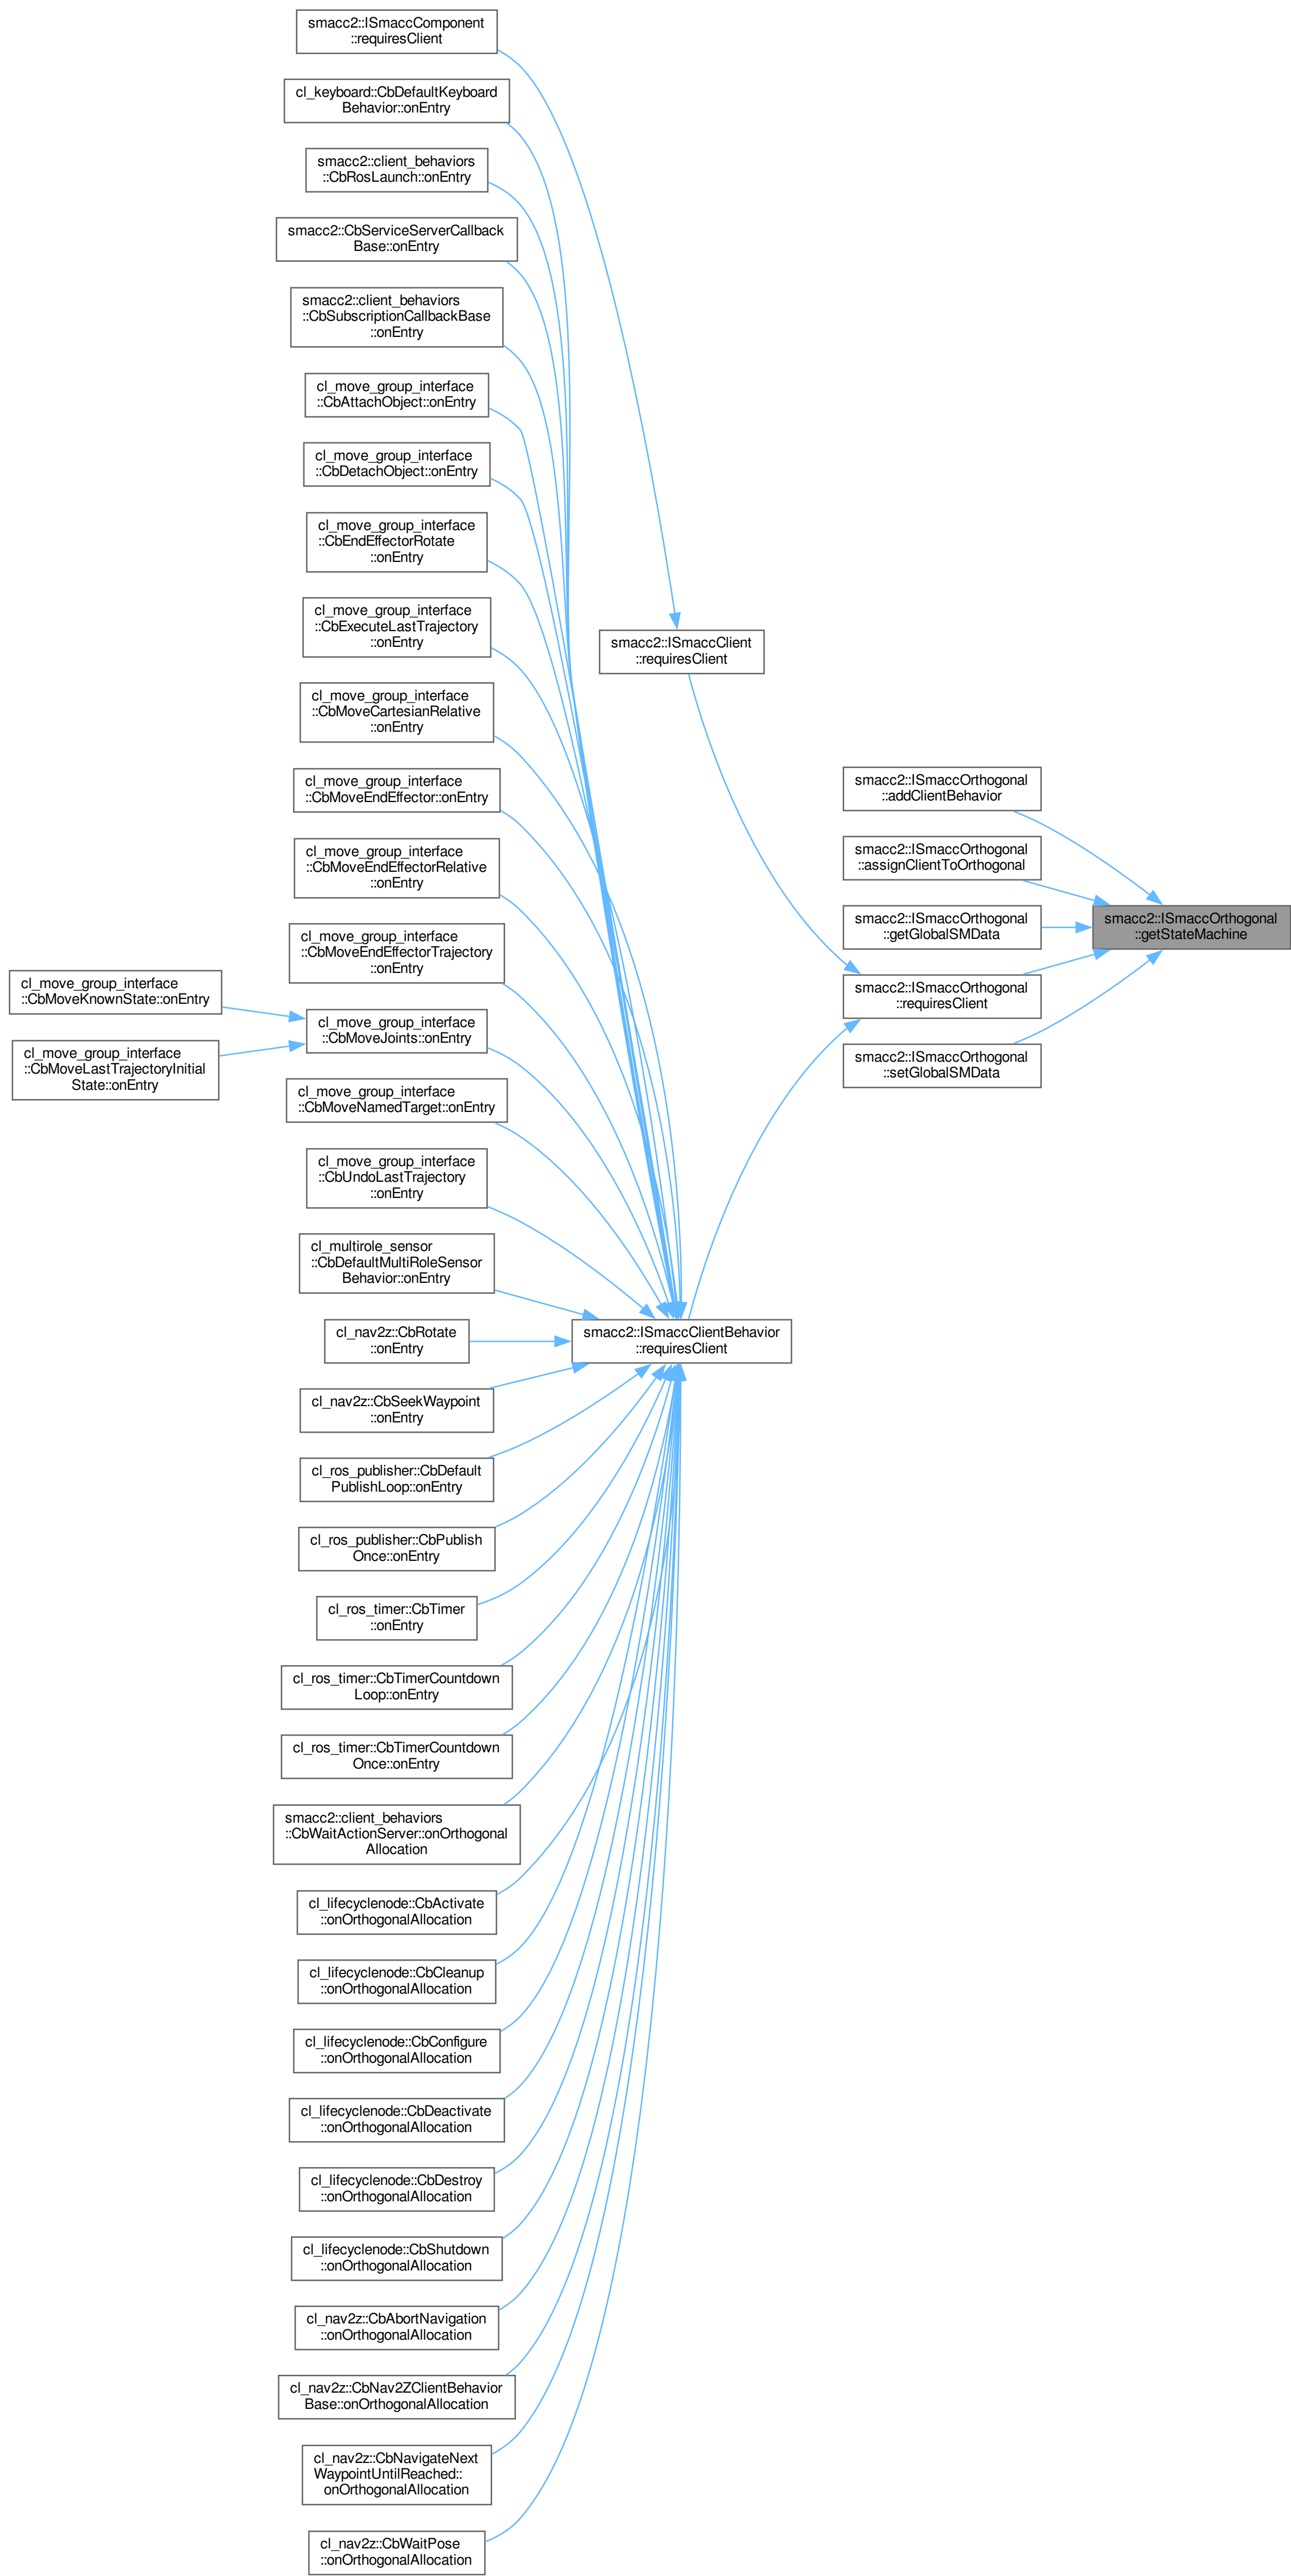 smacc2::ISmaccComponent
::requiresClient
cl_keyboard::CbDefaultKeyboard
Behavior::onEntry
smacc2::client_behaviors
::CbRosLaunch::onEntry
smacc2::CbServiceServerCallback
Base::onEntry
smacc2::client_behaviors
::CbSubscriptionCallbackBase
::onEntry
cl_move_group_interface
::CbAttachObject::onEntry
cl_move_group_interface
::CbDetachObject::onEntry
cl_move_group_interface
::CbEndEffectorRotate
::onEntry
cl_move_group_interface
::CbExecuteLastTrajectory
::onEntry
smacc2::ISmaccClient
::requiresClient
cl_move_group_interface
::CbMoveCartesianRelative
::onEntry
cl_move_group_interface
::CbMoveEndEffector::onEntry
smacc2::ISmaccOrthogonal
::addClientBehavior
cl_move_group_interface
::CbMoveEndEffectorRelative
::onEntry
smacc2::ISmaccOrthogonal
::assignClientToOrthogonal
smacc2::ISmaccOrthogonal
::getGlobalSMData
smacc2::ISmaccOrthogonal
::getStateMachine
cl_move_group_interface
::CbMoveEndEffectorTrajectory
::onEntry
smacc2::ISmaccOrthogonal
::requiresClient
cl_move_group_interface
::CbMoveKnownState::onEntry
cl_move_group_interface
::CbMoveJoints::onEntry
cl_move_group_interface
::CbMoveLastTrajectoryInitial
State::onEntry
smacc2::ISmaccOrthogonal
::setGlobalSMData
cl_move_group_interface
::CbMoveNamedTarget::onEntry
cl_move_group_interface
::CbUndoLastTrajectory
::onEntry
cl_multirole_sensor
::CbDefaultMultiRoleSensor
Behavior::onEntry
cl_nav2z::CbRotate
::onEntry
smacc2::ISmaccClientBehavior
::requiresClient
cl_nav2z::CbSeekWaypoint
::onEntry
cl_ros_publisher::CbDefault
PublishLoop::onEntry
cl_ros_publisher::CbPublish
Once::onEntry
cl_ros_timer::CbTimer
::onEntry
cl_ros_timer::CbTimerCountdown
Loop::onEntry
cl_ros_timer::CbTimerCountdown
Once::onEntry
smacc2::client_behaviors
::CbWaitActionServer::onOrthogonal
Allocation
cl_lifecyclenode::CbActivate
::onOrthogonalAllocation
cl_lifecyclenode::CbCleanup
::onOrthogonalAllocation
cl_lifecyclenode::CbConfigure
::onOrthogonalAllocation
cl_lifecyclenode::CbDeactivate
::onOrthogonalAllocation
cl_lifecyclenode::CbDestroy
::onOrthogonalAllocation
cl_lifecyclenode::CbShutdown
::onOrthogonalAllocation
cl_nav2z::CbAbortNavigation
::onOrthogonalAllocation
cl_nav2z::CbNav2ZClientBehavior
Base::onOrthogonalAllocation
cl_nav2z::CbNavigateNext
WaypointUntilReached::
onOrthogonalAllocation
cl_nav2z::CbWaitPose
::onOrthogonalAllocation